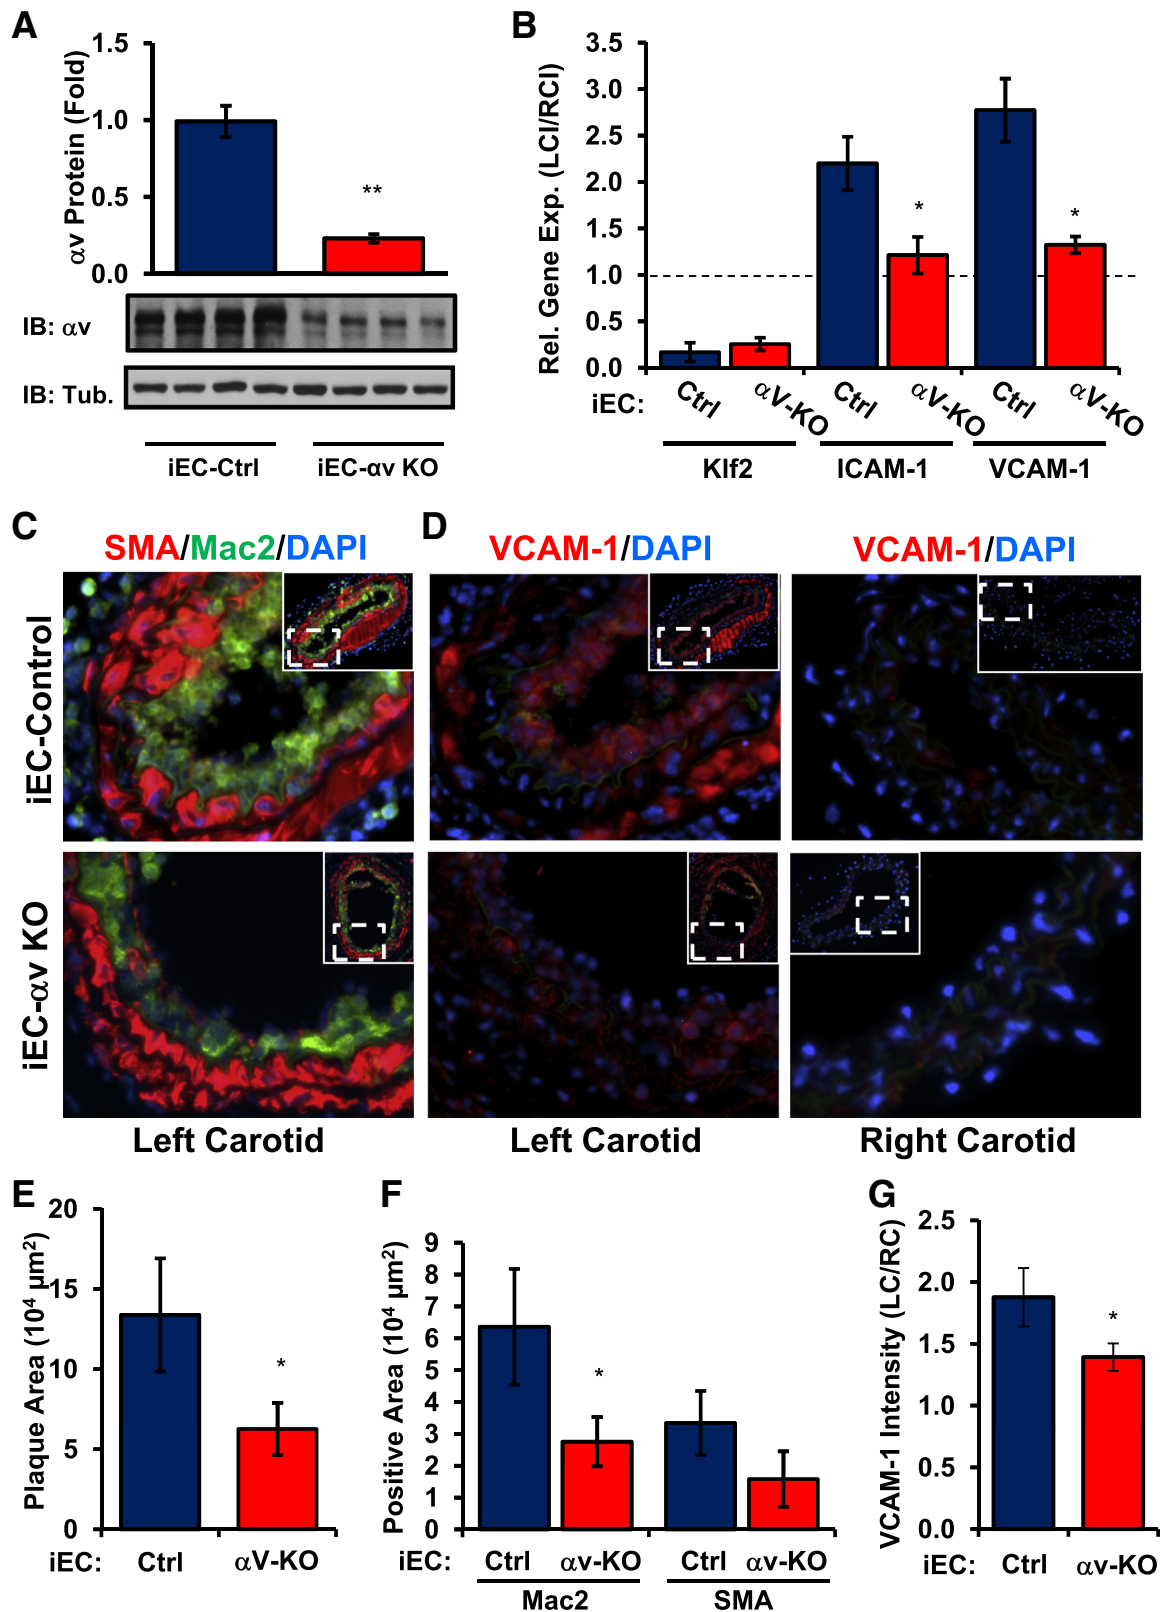 A
αv Protein (Fold)
1.5
1.0
0.5
0.0
**
IB: αv
IB: Tub.
iEC-Ctrl
iEC-αv KO
B
Rel. Gene Exp. (LCI/RCI)
3.5
3.0
2.5
2.0
1.5
1.0
0.5
0.0
*
*
iEC:
Ctrl
αV-KO
Ctrl
αV-KO
Ctrl
αV-KO
Klf2
ICAM-1
VCAM-1
C
SMA/Mac2/DAPI
D
VCAM-1/DAPI
VCAM-1/DAPI
iEC-Control
iEC-αv KO
Left Carotid
Left Carotid
Right Carotid
E
Plaque Area (10⁴ µm²)
20
15
10
5
0
*
iEC:
Ctrl
αV-KO
F
Positive Area (10⁴ µm²)
9
8
7
6
5
4
3
2
1
0
*
iEC:
Ctrl
αv-KO
Ctrl
αv-KO
Mac2
SMA
G
VCAM-1 Intensity (LC/RC)
2.5
2.0
1.5
1.0
0.5
0.0
*
iEC:
Ctrl
αv-KO